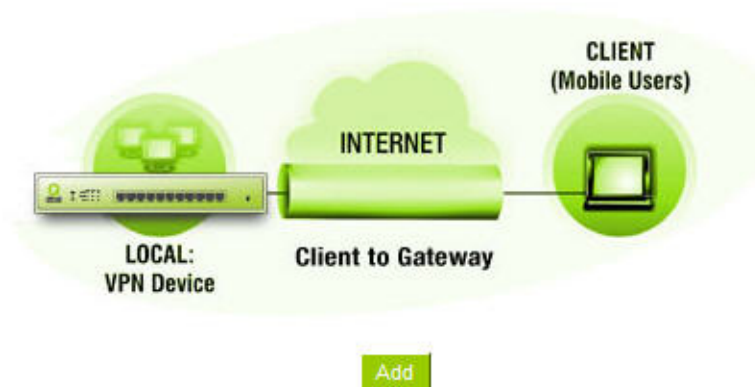 CLIENT
(Mobile Users)
INTERNET
LOCAL:
VPN Device
Client to Gateway
Add